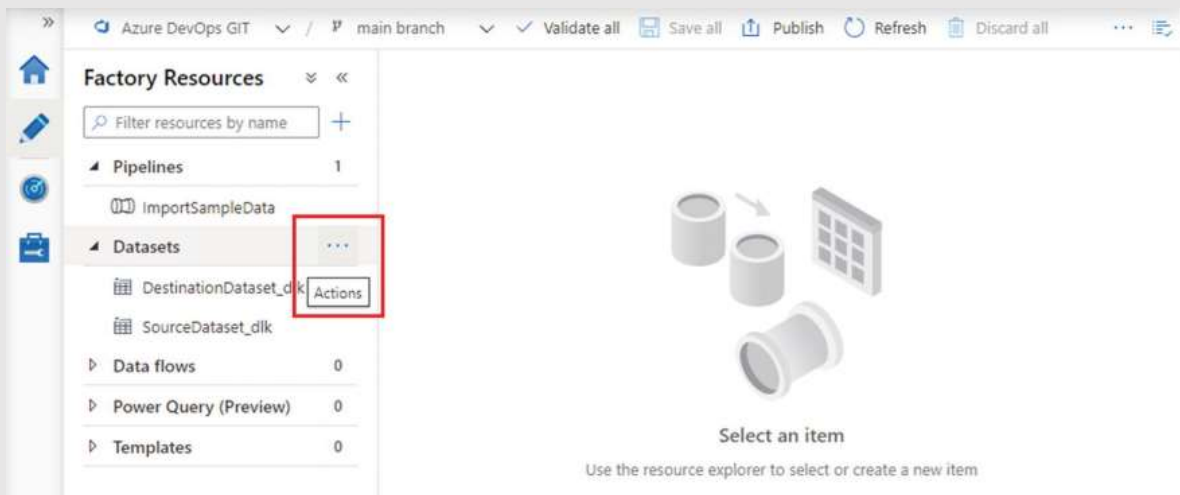 Azure DevOps GIT / main branch Validate all Save all Publish Refresh Discard all ...
Factory Resources
Filter resources by name
Pipelines 1
ImportSampleData
Datasets ...
DestinationDataset_dlk
Actions
SourceDataset_dlk
Data flows 0
Power Query (Preview) 0
Templates 0
Select an item
Use the resource explorer to select or create a new item